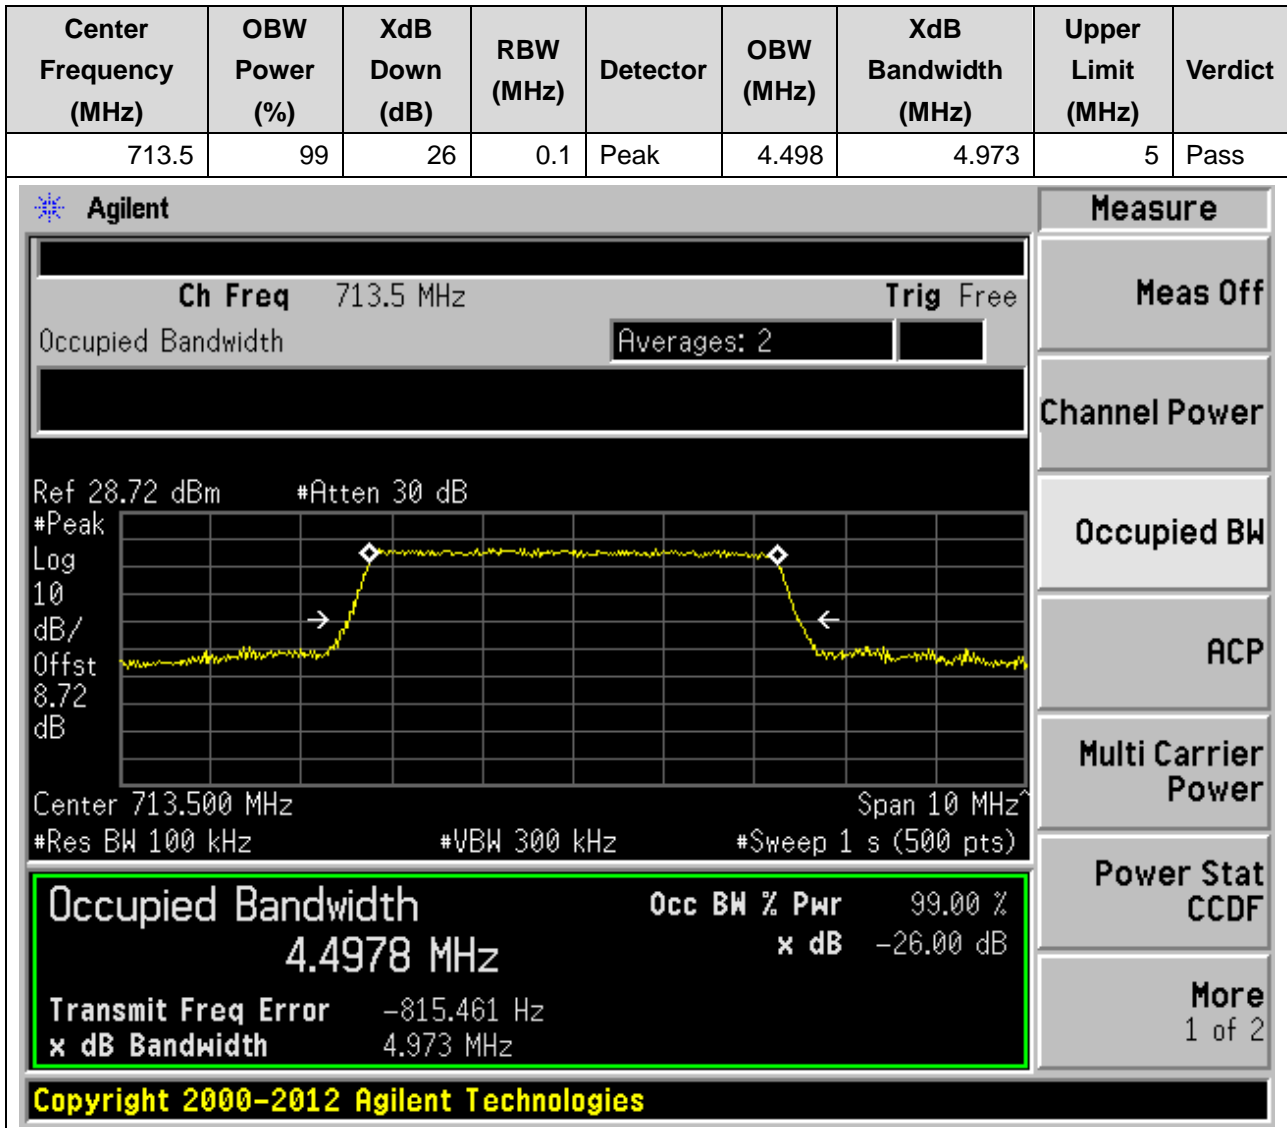 Center Frequency (MHz) OBW Power (%) XdB Down (dB) RBW (MHz) Detector OBW (MHz) XdB Bandwidth (MHz) Upper Limit (MHz) Verdict
713.5 99 26 0.1 Peak 4.498 4.973 5 Pass
Agilent
Measure
Ch Freq 713.5 MHz Trig Free
Occupied Bandwidth Averages: 2
Meas Off
Channel Power
Occupied BW
ACP
Multi Carrier Power
Power Stat CCDF
More
1 of 2
Ref 28.72 dBm #Atten 30 dB
#Peak
Log
10
dB/
Offst
8.72
dB
Center 713.500 MHz Span 10 MHz^
#Res BW 100 kHz #VBW 300 kHz #Sweep 1 s (500 pts)
Occupied Bandwidth Occ BW % Pwr 99.00 %
4.4978 MHz x dB -26.00 dB
Transmit Freq Error -815.461 Hz
x dB Bandwidth 4.973 MHz
Copyright 2000-2012 Agilent Technologies